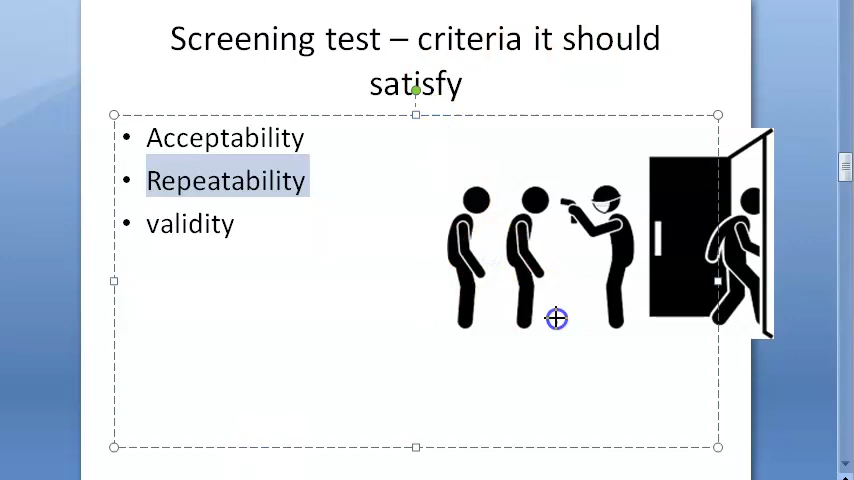 Screening test – criteria it should
satisfy
• Acceptability
• Repeatability
• validity